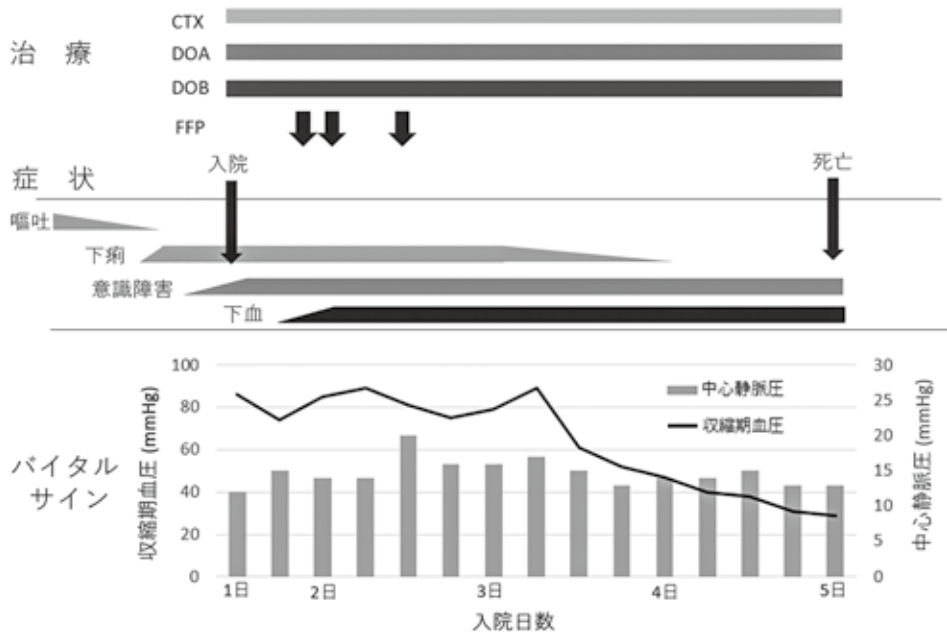 治 療
CTX
DOA
DOB
FFP
入院
死亡
症 状
嘔吐
下痢
意識障害
下血
バイタル
サイン
収縮期血圧 (mmHg)
100
80
60
40
20
0
中心静脈圧
収縮期血圧
30
25
20
15
10
5
0
中心静脈圧 (mmHg)
1日 2日 3日 4日 5日
入院日数